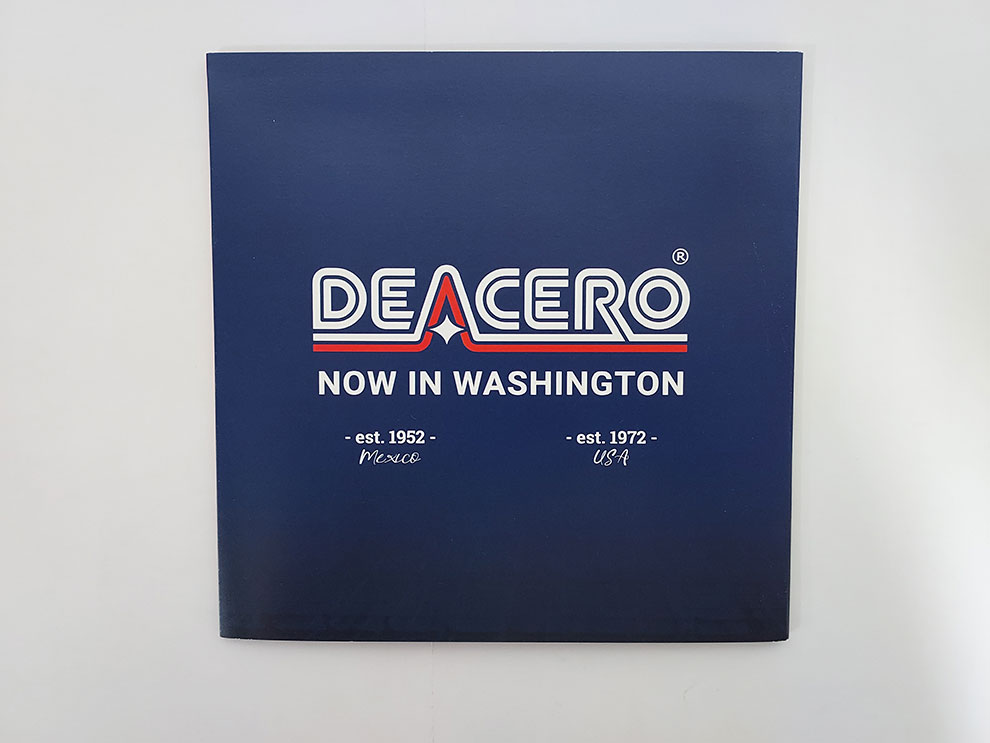 DEACERO®
NOW IN WASHINGTON
- est. 1952 -
Mexico
- est. 1972 -
USA